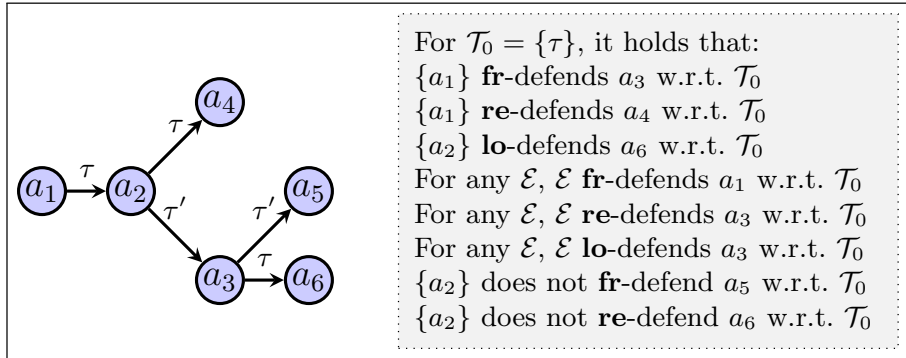 a₁
τ
a₂
τ
a₄
τ′
a₃
τ′
a₅
τ
a₆
For 𝒯₀ = {τ}, it holds that:
{a₁} fr-defends a₃ w.r.t. 𝒯₀
{a₁} re-defends a₄ w.r.t. 𝒯₀
{a₂} lo-defends a₆ w.r.t. 𝒯₀
For any ℰ, ℰ fr-defends a₁ w.r.t. 𝒯₀
For any ℰ, ℰ re-defends a₃ w.r.t. 𝒯₀
For any ℰ, ℰ lo-defends a₃ w.r.t. 𝒯₀
{a₂} does not fr-defend a₅ w.r.t. 𝒯₀
{a₂} does not re-defend a₆ w.r.t. 𝒯₀